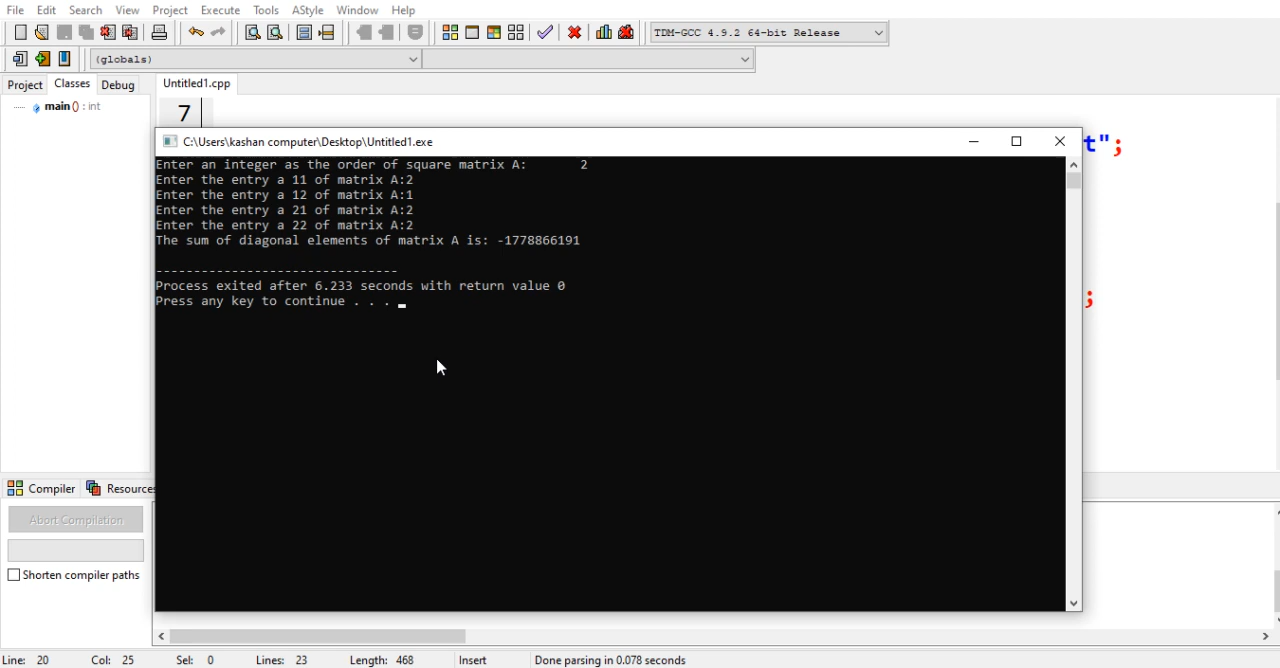 File Edit Search View Project Execute Tools AStyle Window Help
TDM-GCC 4.9.2 64-bit Release
(globals)
Project Classes Debug Untitled1.cpp
main() : int
7
C:\Users\kashan computer\Desktop\Untitled1.exe
t";
Enter an integer as the order of square matrix A: 2
Enter the entry a 11 of matrix A:2
Enter the entry a 12 of matrix A:1
Enter the entry a 21 of matrix A:2
Enter the entry a 22 of matrix A:2
The sum of diagonal elements of matrix A is: -1778866191
--------------------------------
Process exited after 6.233 seconds with return value 0
Press any key to continue . . .
;
Compiler Resources
Abort Compilation
Shorten compiler paths
Line: 20 Col: 25 Sel: 0 Lines: 23 Length: 468 Insert Done parsing in 0.078 seconds